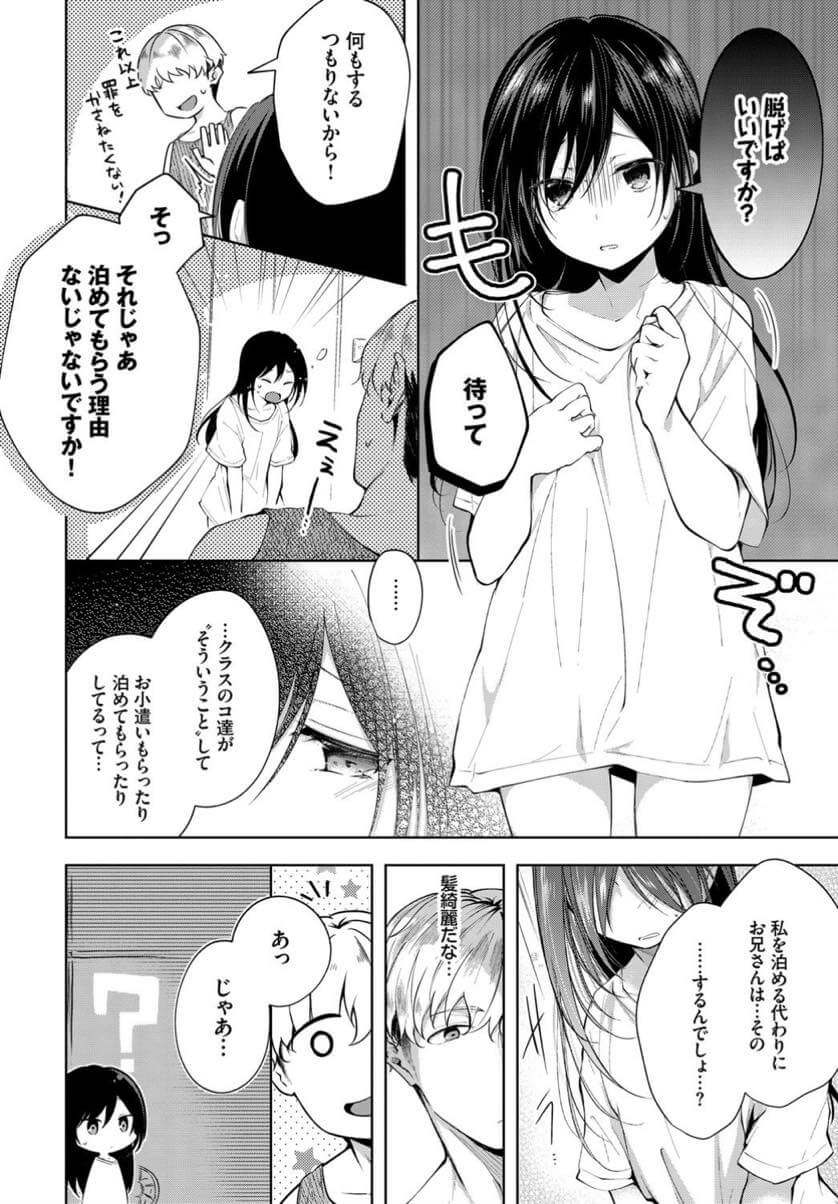 脱げば
いいですか?
も
待って
ぞ…
何もする
つもりないから!
これ以上
罪を
かさねたくない!
そっ
それじゃあ
泊めてもらう理由
ないじゃないですか!
……
…クラスのコ達が
〝そういうこと〟して
お小遣いもらったり
泊めてもらったり
してるって…
私を泊める代わりに
お兄さんは…その
……するんでしょ…?
髪綺麗だな…
あっ
じゃあ…
?